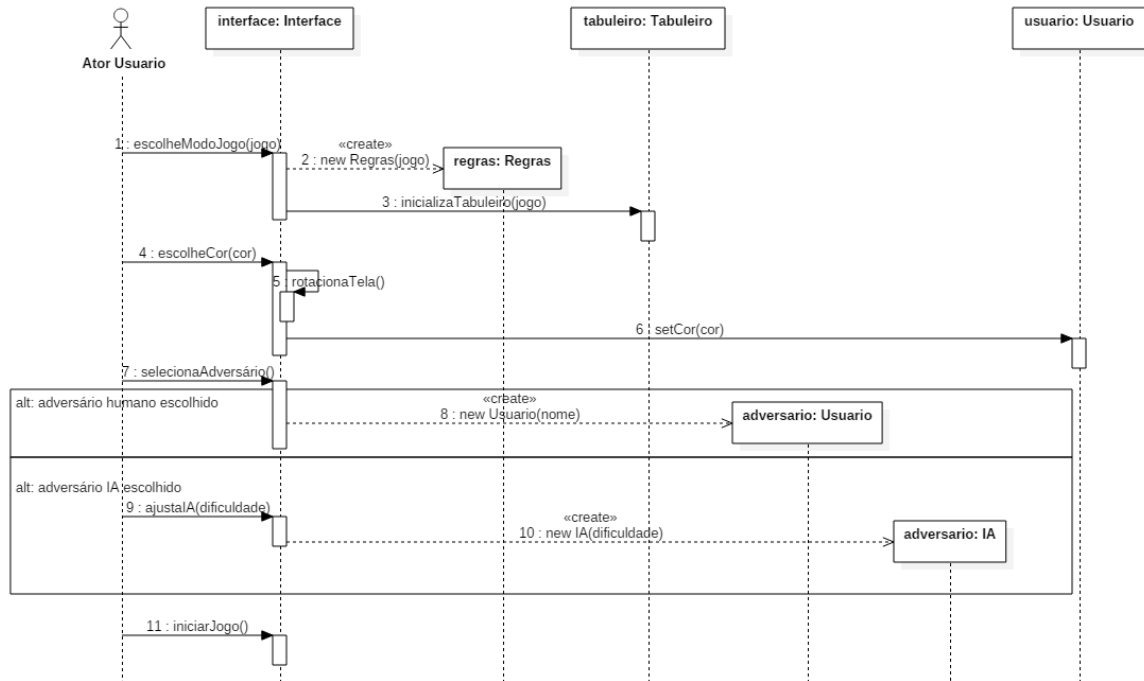 interface: Interface
tabuleiro: Tabuleiro
usuario: Usuario
Ator Usuario
1 : escolheModoJogo(jogo)
«create»
2 : new Regras(jogo)
regras: Regras
3 : inicializaTabuleiro(jogo)
4 : escolheCor(cor)
5 : rotacionaTela()
6 : setCor(cor)
7 : selecionaAdversário()
alt: adversário humano escolhido
«create»
8 : new Usuario(nome)
adversario: Usuario
alt: adversário IA escolhido
9 : ajustaIA(dificuldade)
«create»
10 : new IA(dificuldade)
adversario: IA
11 : iniciarJogo()